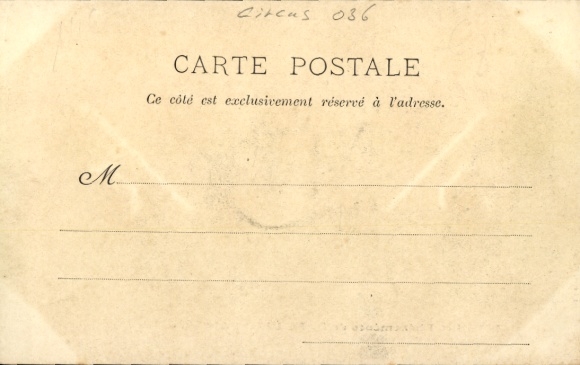 Circus 036
CARTE POSTALE
Ce côté est exclusivement réservé à l'adresse.
M